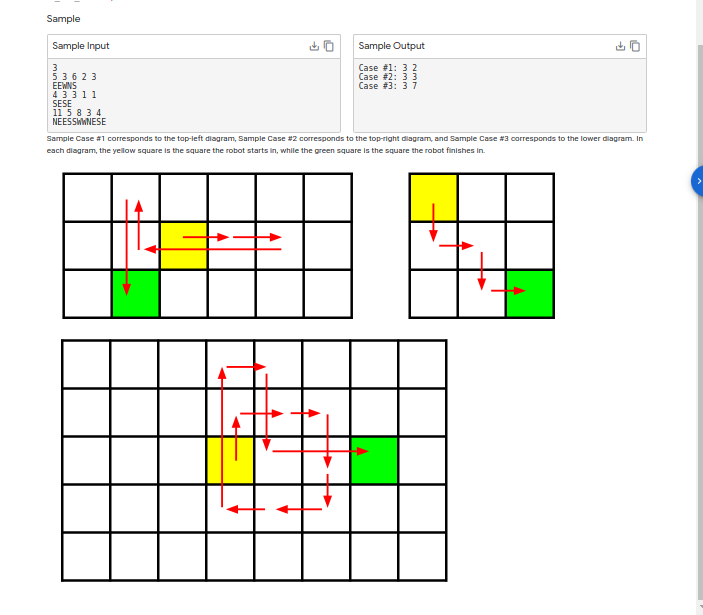 Sample
Sample Input
3
5 3 6 2 3
EEWNS
4 3 3 1 1
SESE
11 5 8 3 4
NEESSWWNESE
Sample Output
Case #1: 3 2
Case #2: 3 3
Case #3: 3 7
Sample Case #1 corresponds to the top-left diagram, Sample Case #2 corresponds to the top-right diagram, and Sample Case #3 corresponds to the lower diagram. In
each diagram, the yellow square is the square the robot starts in, while the green square is the square the robot finishes in.